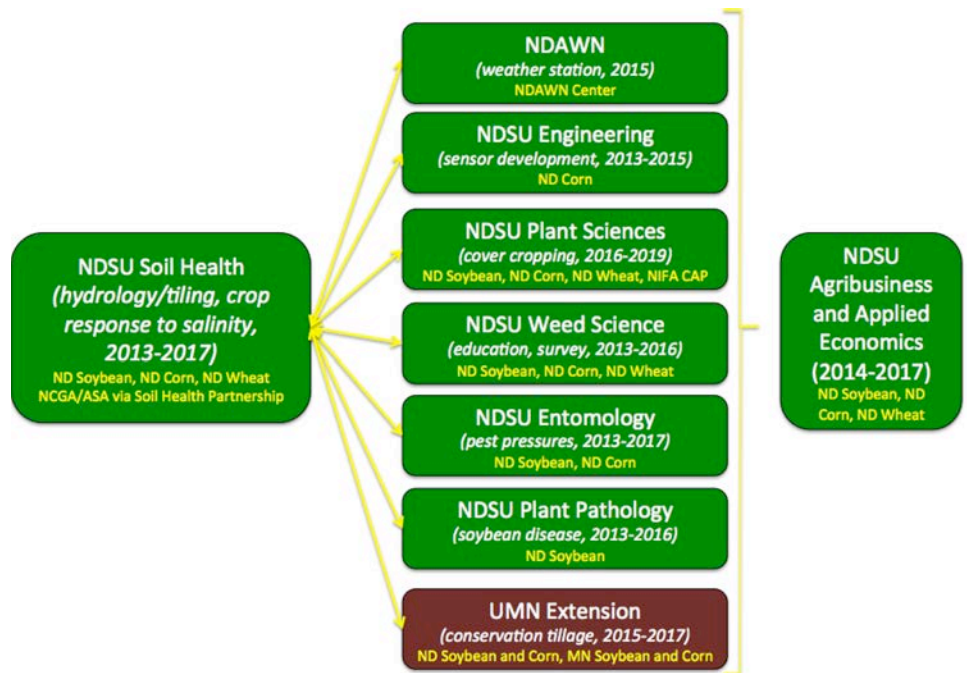 NDSU Soil Health
(hydrology/tiling, crop
response to salinity,
2013-2017)
ND Soybean, ND Corn, ND Wheat
NCGA/ASA via Soil Health Partnership
NDAWN
(weather station, 2015)
NDAWN Center
NDSU Engineering
(sensor development, 2013-2015)
ND Corn
NDSU Plant Sciences
(cover cropping, 2016-2019)
ND Soybean, ND Corn, ND Wheat, NIFA CAP
NDSU Weed Science
(education, survey, 2013-2016)
ND Soybean, ND Corn, ND Wheat
NDSU Entomology
(pest pressures, 2013-2017)
ND Soybean, ND Corn
NDSU Plant Pathology
(soybean disease, 2013-2016)
ND Soybean
UMN Extension
(conservation tillage, 2015-2017)
ND Soybean and Corn, MN Soybean and Corn
NDSU
Agribusiness
and Applied
Economics
(2014-2017)
ND Soybean, ND
Corn, ND Wheat